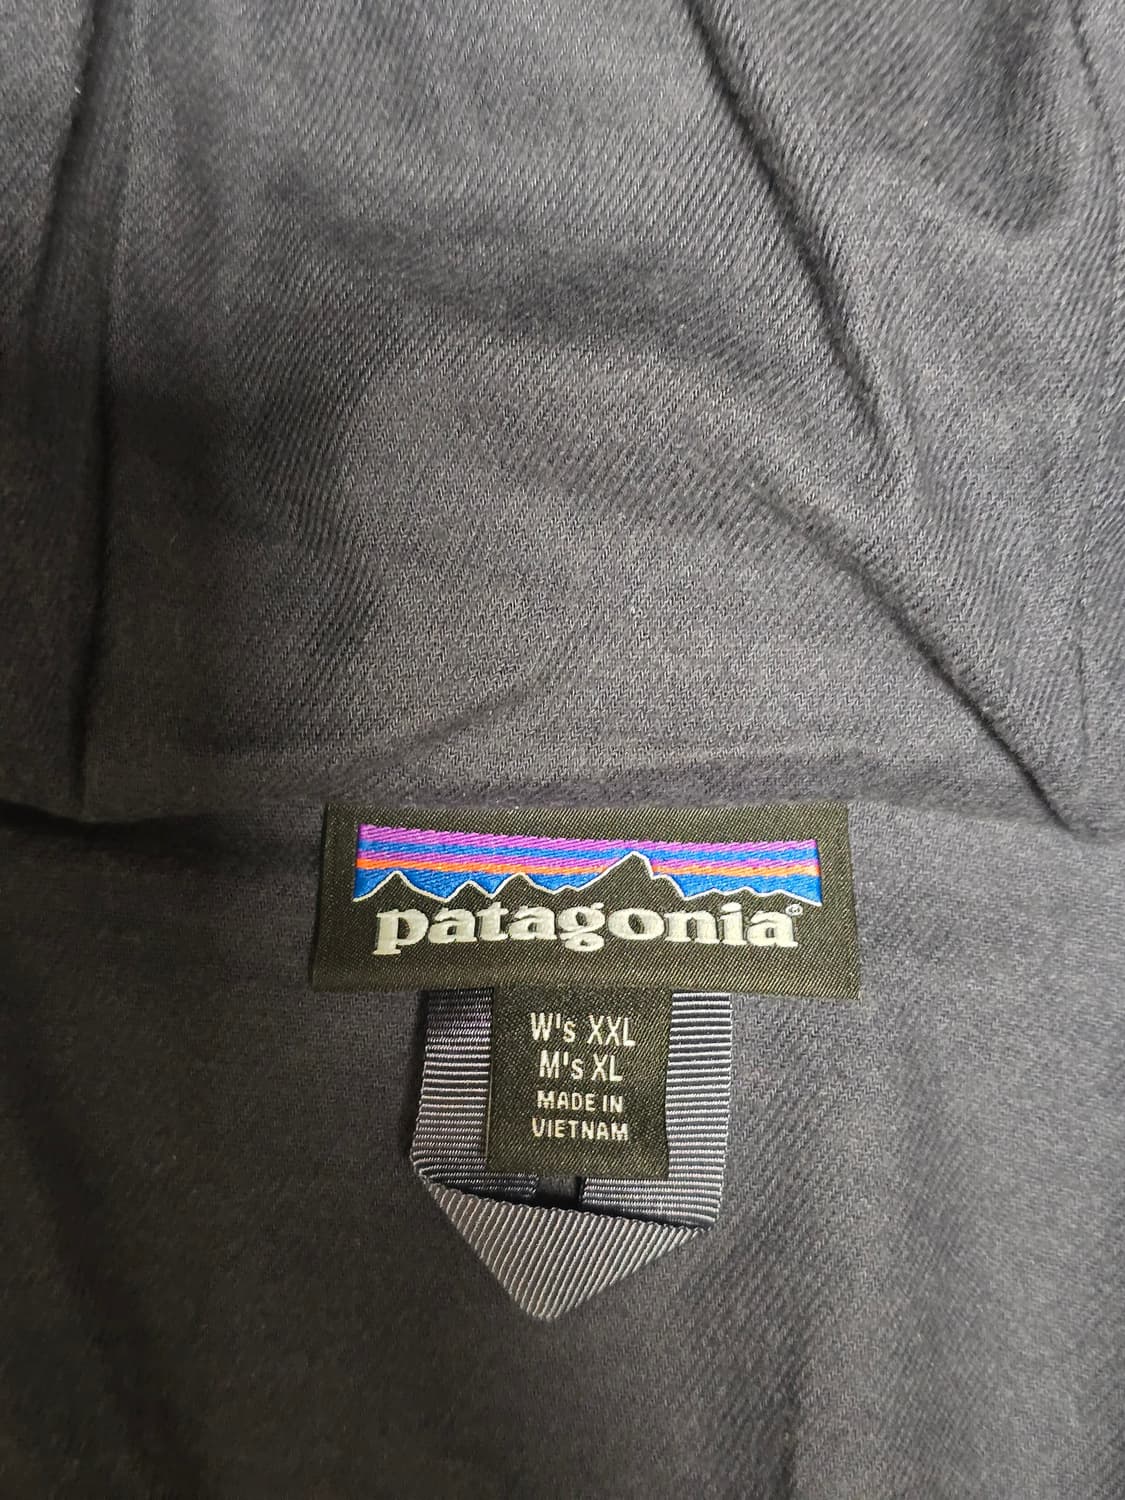 patagonia®
W's XXL
M's XL
MADE IN
VIETNAM